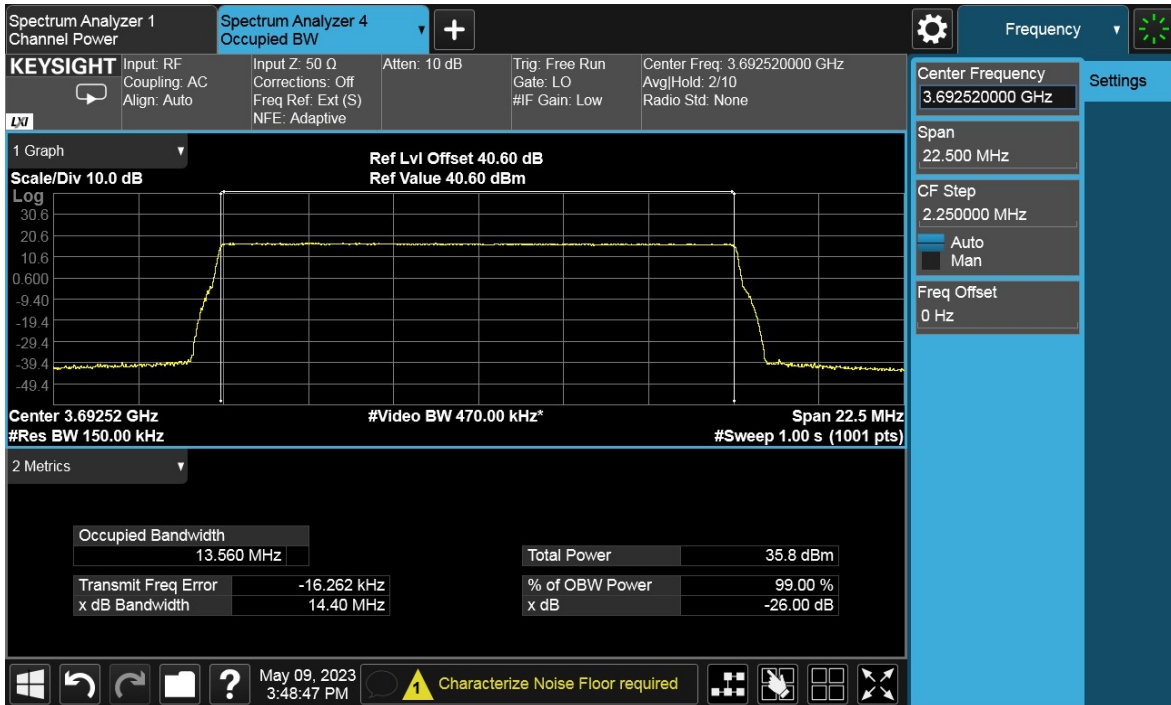 Spectrum Analyzer 1
Channel Power
Spectrum Analyzer 4
Occupied BW
+
Frequency
KEYSIGHT
LXI
Input: RF
Coupling: AC
Align: Auto
Input Z: 50 Ω
Corrections: Off
Freq Ref: Ext (S)
NFE: Adaptive
Atten: 10 dB
Trig: Free Run
Gate: LO
#IF Gain: Low
Center Freq: 3.692520000 GHz
Avg|Hold: 2/10
Radio Std: None
Center Frequency
3.692520000 GHz
Settings
Span
22.500 MHz
CF Step
2.250000 MHz
Auto
Man
Freq Offset
0 Hz
1 Graph
Scale/Div 10.0 dB
Ref Lvl Offset 40.60 dB
Ref Value 40.60 dBm
Log
30.6
20.6
10.6
0.600
-9.40
-19.4
-29.4
-39.4
-49.4
Center 3.69252 GHz
#Video BW 470.00 kHz*
Span 22.5 MHz
#Res BW 150.00 kHz
#Sweep 1.00 s (1001 pts)
2 Metrics
Occupied Bandwidth
13.560 MHz
Total Power 35.8 dBm
Transmit Freq Error -16.262 kHz
% of OBW Power 99.00 %
x dB Bandwidth 14.40 MHz
x dB -26.00 dB
?
May 09, 2023
3:48:47 PM
1
Characterize Noise Floor required